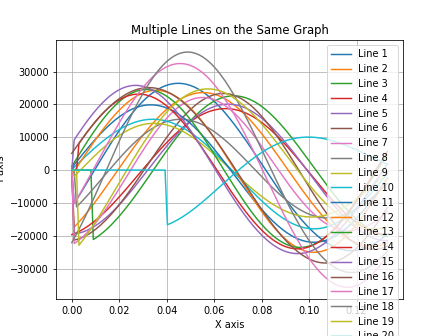 Multiple Lines on the Same Graph
30000
20000
10000
0
−10000
−20000
−30000
0.00
0.02
0.04
0.06
0.08
0.10
X axis
Line 1
Line 2
Line 3
Line 4
Line 5
Line 6
Line 7
Line 8
Line 9
Line 10
Line 11
Line 12
Line 13
Line 14
Line 15
Line 16
Line 17
Line 18
Line 19
Line 20